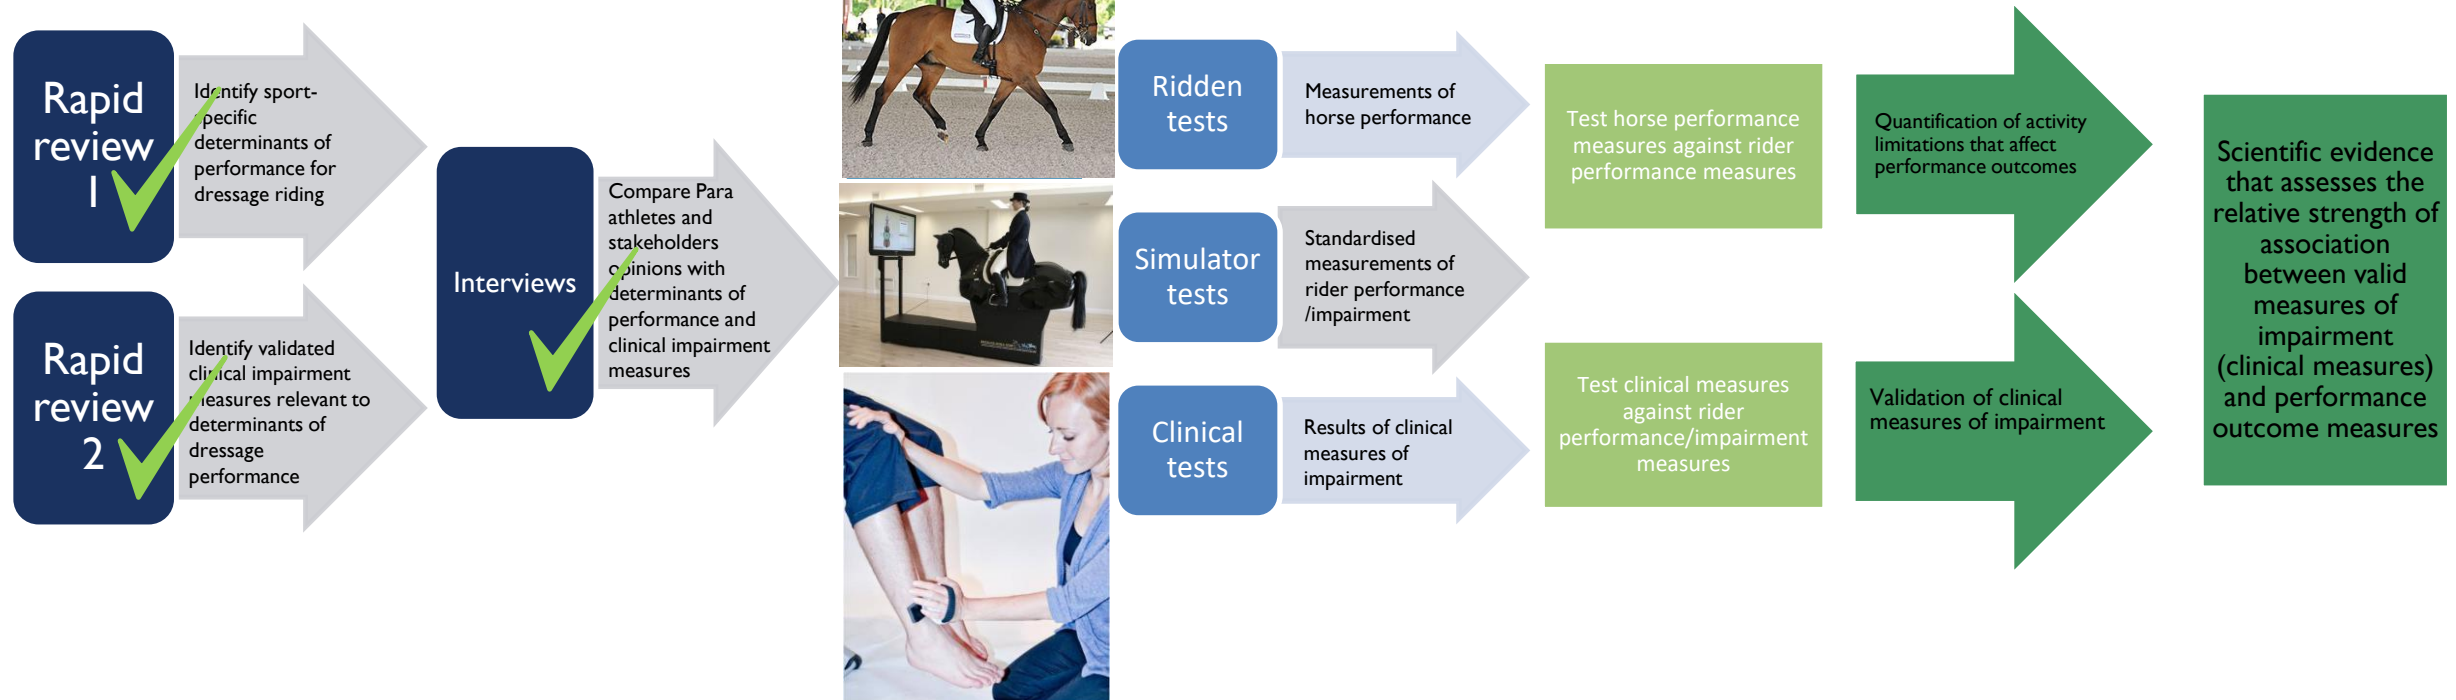 Rapid
review
1
Identify sport-
specific
determinants of
performance for
dressage riding
Rapid
review
2
Identify validated
clinical impairment
measures relevant to
determinants of
dressage
performance
Interviews
Compare Para
athletes and
stakeholders
opinions with
determinants of
performance and
clinical impairment
measures
Ridden
tests
Measurements of
horse performance
Simulator
tests
Standardised
measurements of
rider performance
/impairment
Clinical
tests
Results of clinical
measures of
impairment
Test horse performance
measures against rider
performance measures
Test clinical measures
against rider
performance/impairment
measures
Quantification of activity
limitations that affect
performance outcomes
Validation of clinical
measures of impairment
Scientific evidence
that assesses the
relative strength of
association
between valid
measures of
impairment
(clinical measures)
and performance
outcome measures